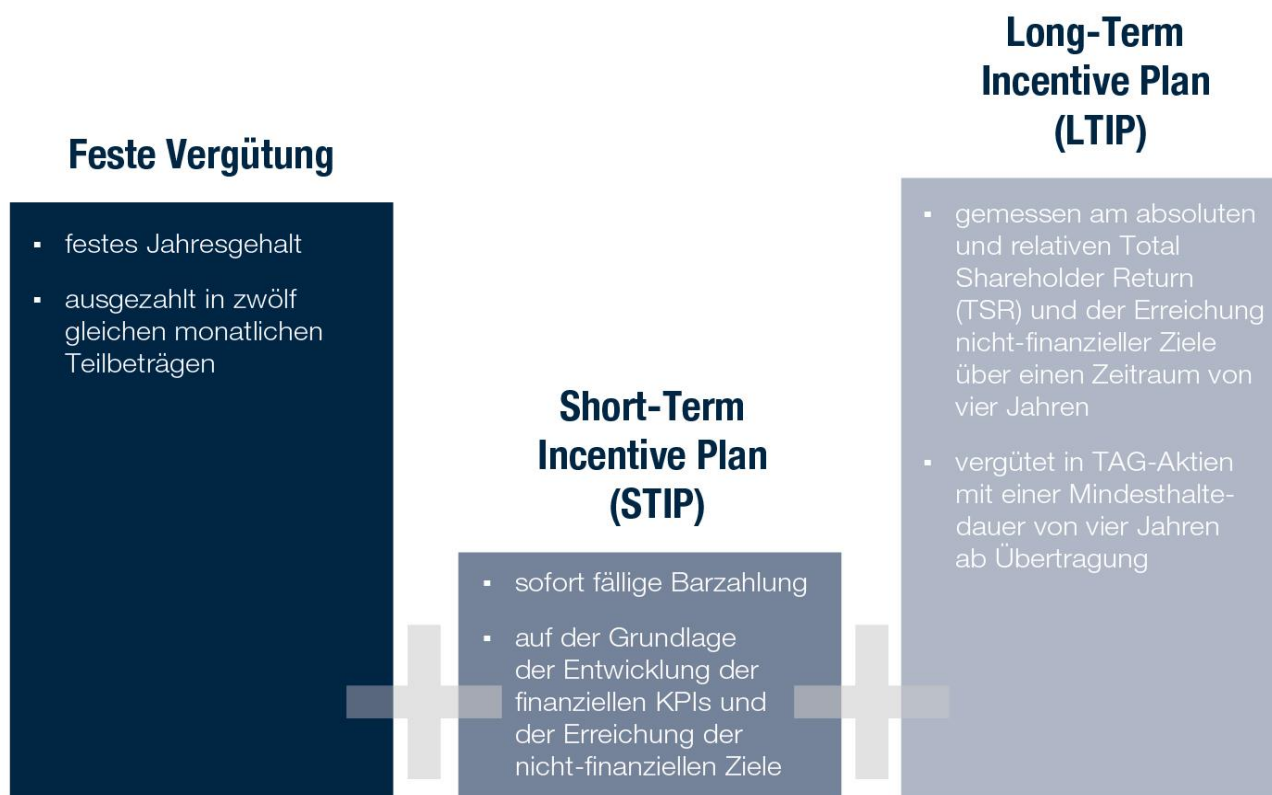 Feste Vergütung
▪ festes Jahresgehalt
▪ ausgezahlt in zwölf
gleichen monatlichen
Teilbeträgen
Short-Term
Incentive Plan
(STIP)
▪ sofort fällige Barzahlung
▪ auf der Grundlage
der Entwicklung der
finanziellen KPIs und
der Erreichung der
nicht-finanziellen Ziele
Long-Term
Incentive Plan
(LTIP)
▪ gemessen am absoluten
und relativen Total
Shareholder Return
(TSR) und der Erreichung
nicht-finanzieller Ziele
über einen Zeitraum von
vier Jahren
▪ vergütet in TAG-Aktien
mit einer Mindesthalte-
dauer von vier Jahren
ab Übertragung